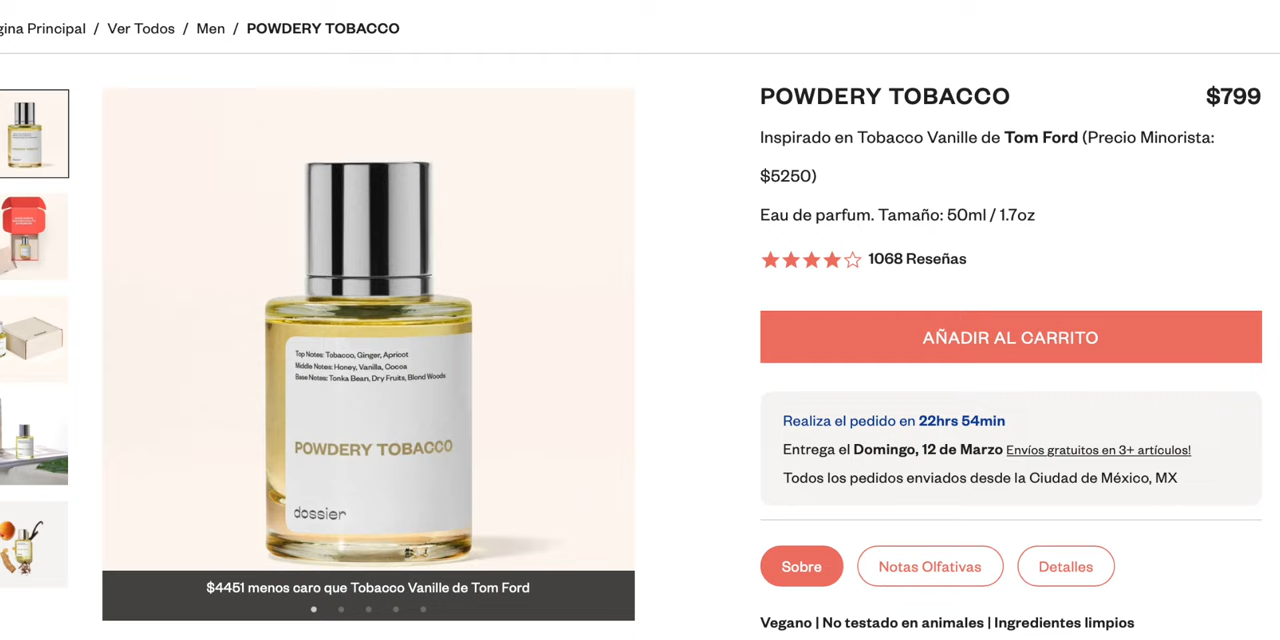 gina Principal / Ver Todos / Men / POWDERY TOBACCO
POWDERY TOBACCO
$799
Inspirado en Tobacco Vanille de Tom Ford (Precio Minorista:
$5250)
Eau de parfum. Tamaño: 50ml / 1.7oz
1068 Reseñas
AÑADIR AL CARRITO
Realiza el pedido en 22hrs 54min
Entrega el Domingo, 12 de Marzo Envíos gratuitos en 3+ artículos!
Todos los pedidos enviados desde la Ciudad de México, MX
Sobre
Notas Olfativas
Detalles
Vegano | No testado en animales | Ingredientes limpios
Top Notes: Tobacco, Ginger, Apricot
Middle Notes: Honey, Vanilla, Cocoa
Base Notes: Tonka Bean, Dry Fruits, Blond Woods
POWDERY TOBACCO
dossier
$4451 menos caro que Tobacco Vanille de Tom Ford